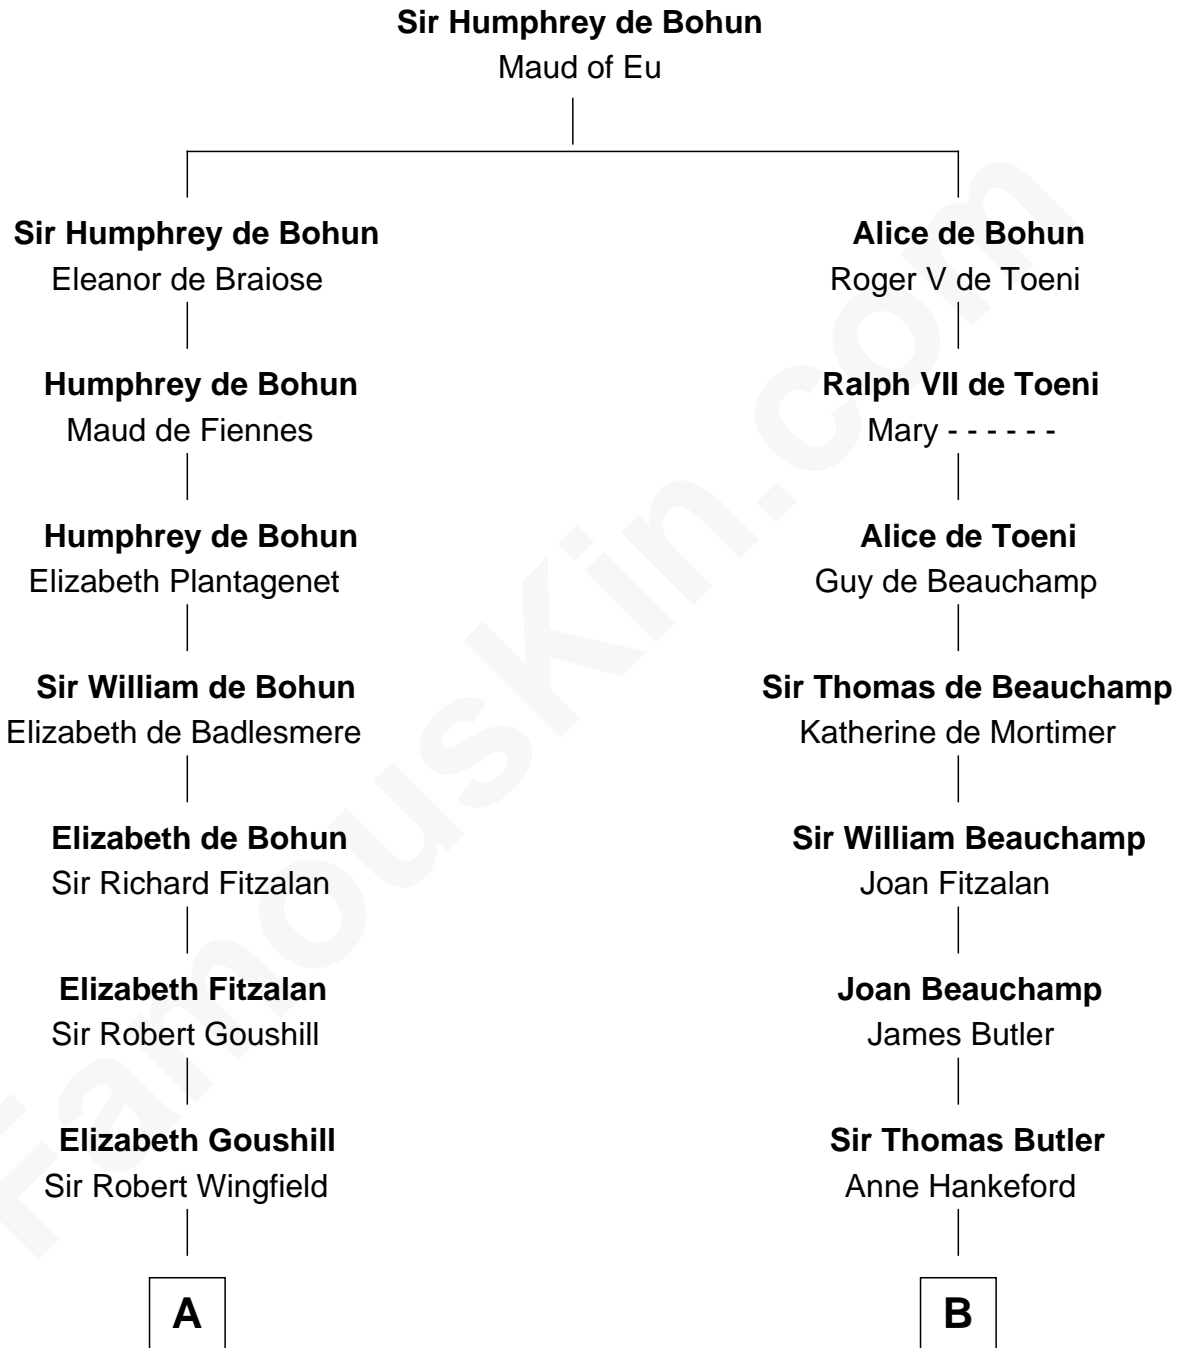 Sir Humphrey de Bohun
Maud of Eu
Sir Humphrey de Bohun
Eleanor de Braiose
Alice de Bohun
Roger V de Toeni
Humphrey de Bohun
Maud de Fiennes
Ralph VII de Toeni
Mary - - - - - -
Humphrey de Bohun
Elizabeth Plantagenet
Alice de Toeni
Guy de Beauchamp
Sir William de Bohun
Elizabeth de Badlesmere
Sir Thomas de Beauchamp
Katherine de Mortimer
Elizabeth de Bohun
Sir Richard Fitzalan
Sir William Beauchamp
Joan Fitzalan
Elizabeth Fitzalan
Sir Robert Goushill
Joan Beauchamp
James Butler
Elizabeth Goushill
Sir Robert Wingfield
Sir Thomas Butler
Anne Hankeford
A
B
FamousKin.com